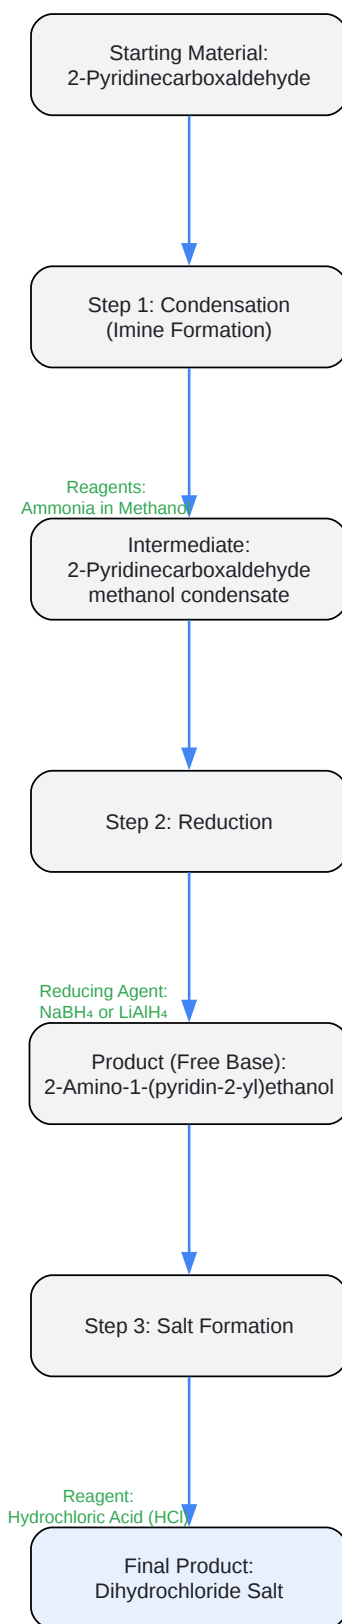 Starting Material:
2-Pyridinecarboxaldehyde
Step 1: Condensation
(Imine Formation)
Reagents:
Ammonia in Methanol
Intermediate:
2-Pyridinecarboxaldehyde
methanol condensate
Step 2: Reduction
Reducing Agent:
NaBH₄ or LiAlH₄
Product (Free Base):
2-Amino-1-(pyridin-2-yl)ethanol
Step 3: Salt Formation
Reagent:
Hydrochloric Acid (HCl)
Final Product:
Dihydrochloride Salt